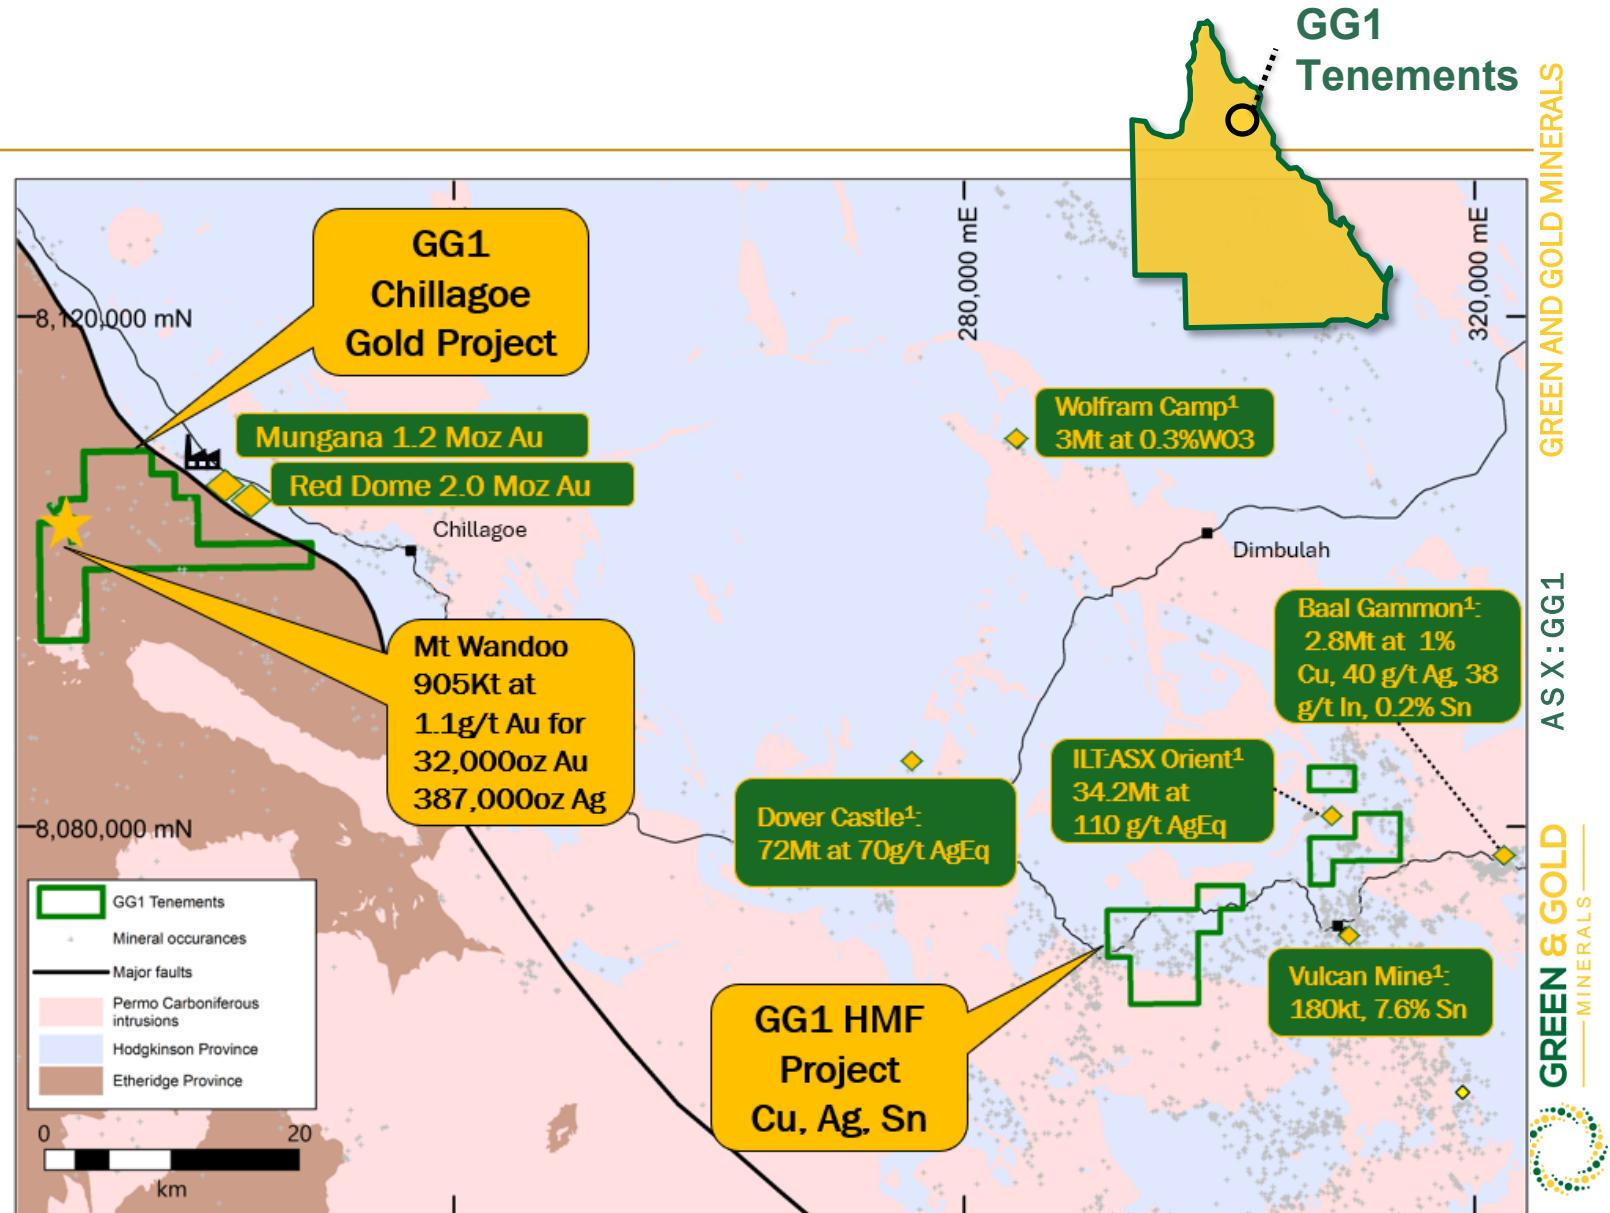 GG1
Tenements
GREEN AND GOLD MINERALS
ASX:GG1
GREEN & GOLD
MINERALS
280,000 mE
320,000 mE
8,120,000 mN
8,080,000 mN
GG1
Chillagoe
Gold Project
Mungana 1.2 Moz Au
Red Dome 2.0 Moz Au
Chillagoe
Wolfram Camp¹
3Mt at 0.3%WO3
Dimbulah
Mt Wandoo
905Kt at
1.1g/t Au for
32,000oz Au
387,000oz Ag
Baal Gammon¹:
2.8Mt at 1%
Cu, 40 g/t Ag, 38
g/t In, 0.2% Sn
ILT:ASX Orient¹
34.2Mt at
110 g/t AgEq
Dover Castle¹:
72Mt at 70g/t AgEq
Vulcan Mine¹:
180kt, 7.6% Sn
GG1 HMF
Project
Cu, Ag, Sn
GG1 Tenements
Mineral occurances
Major faults
Permo Carboniferous
intrusions
Hodgkinson Province
Etheridge Province
0 20
km